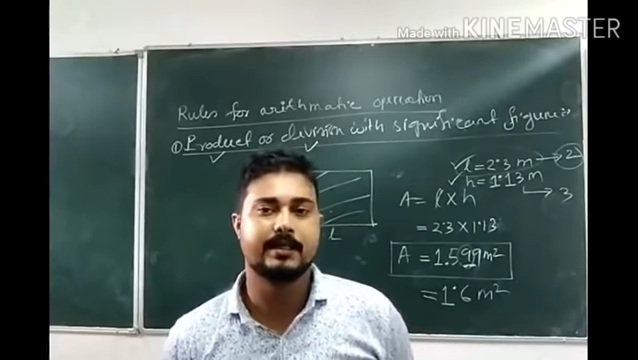 Made with KINEMASTER
Rules for arithmatic operation
① Product or division with significant figure :-
l = 2.3 m → 2
h = 1.13 m
→ 3
A = l × h
= 2.3 × 1.13
A = 1.599 m²
= 1.6 m²
L